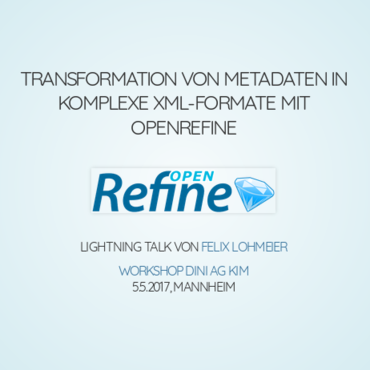 TRANSFORMATION VON METADATEN IN
KOMPLEXE XML-FORMATE MIT
OPENREFINE
OPEN
Refine
LIGHTNING TALK VON FELIX LOHMEIER
WORKSHOP DINI AG KIM
5.5.2017, MANNHEIM